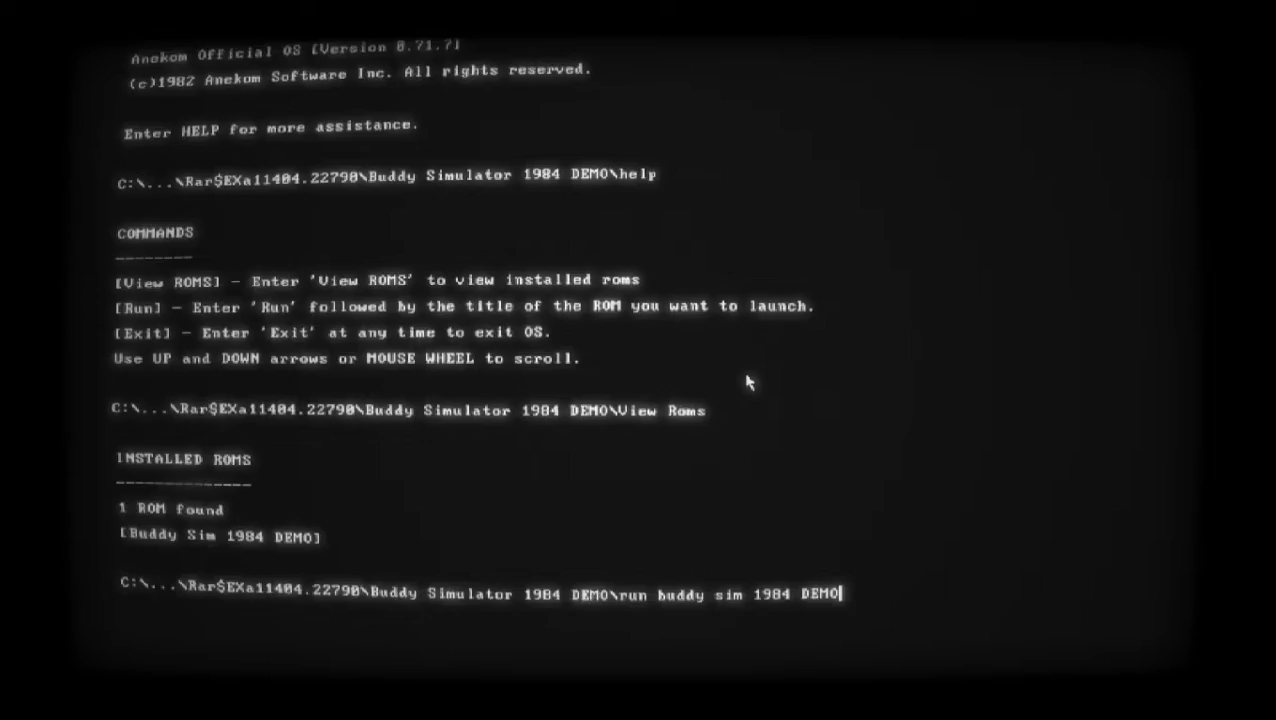 Anekom Official OS [Version 0.71.7]
(c)1982 Anekom Software Inc. All rights reserved.
Enter HELP for more assistance.
C:\...\Rar$EXa11404.22790\Buddy Simulator 1984 DEMO\help
COMMANDS
--------
[View ROMS] - Enter 'View ROMS' to view installed roms
[Run] - Enter 'Run' followed by the title of the ROM you want to launch.
[Exit] - Enter 'Exit' at any time to exit OS.
Use UP and DOWN arrows or MOUSE WHEEL to scroll.
C:\...\Rar$EXa11404.22790\Buddy Simulator 1984 DEMO\View Roms
INSTALLED ROMS
--------------
1 ROM found
[Buddy Sim 1984 DEMO]
C:\...\Rar$EXa11404.22790\Buddy Simulator 1984 DEMO\run buddy sim 1984 DEMO